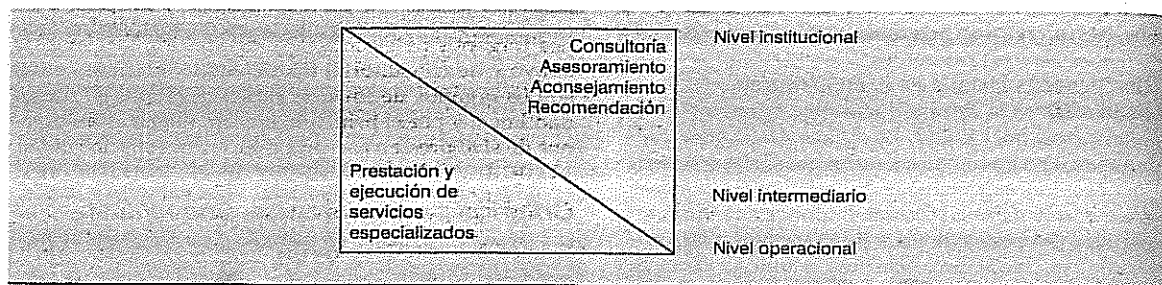 Consultoría
Asesoramiento
Aconsejamiento
Recomendación
Nivel institucional
Prestación y
ejecución de
servicios
especializados
Nivel intermediario
Nivel operacional